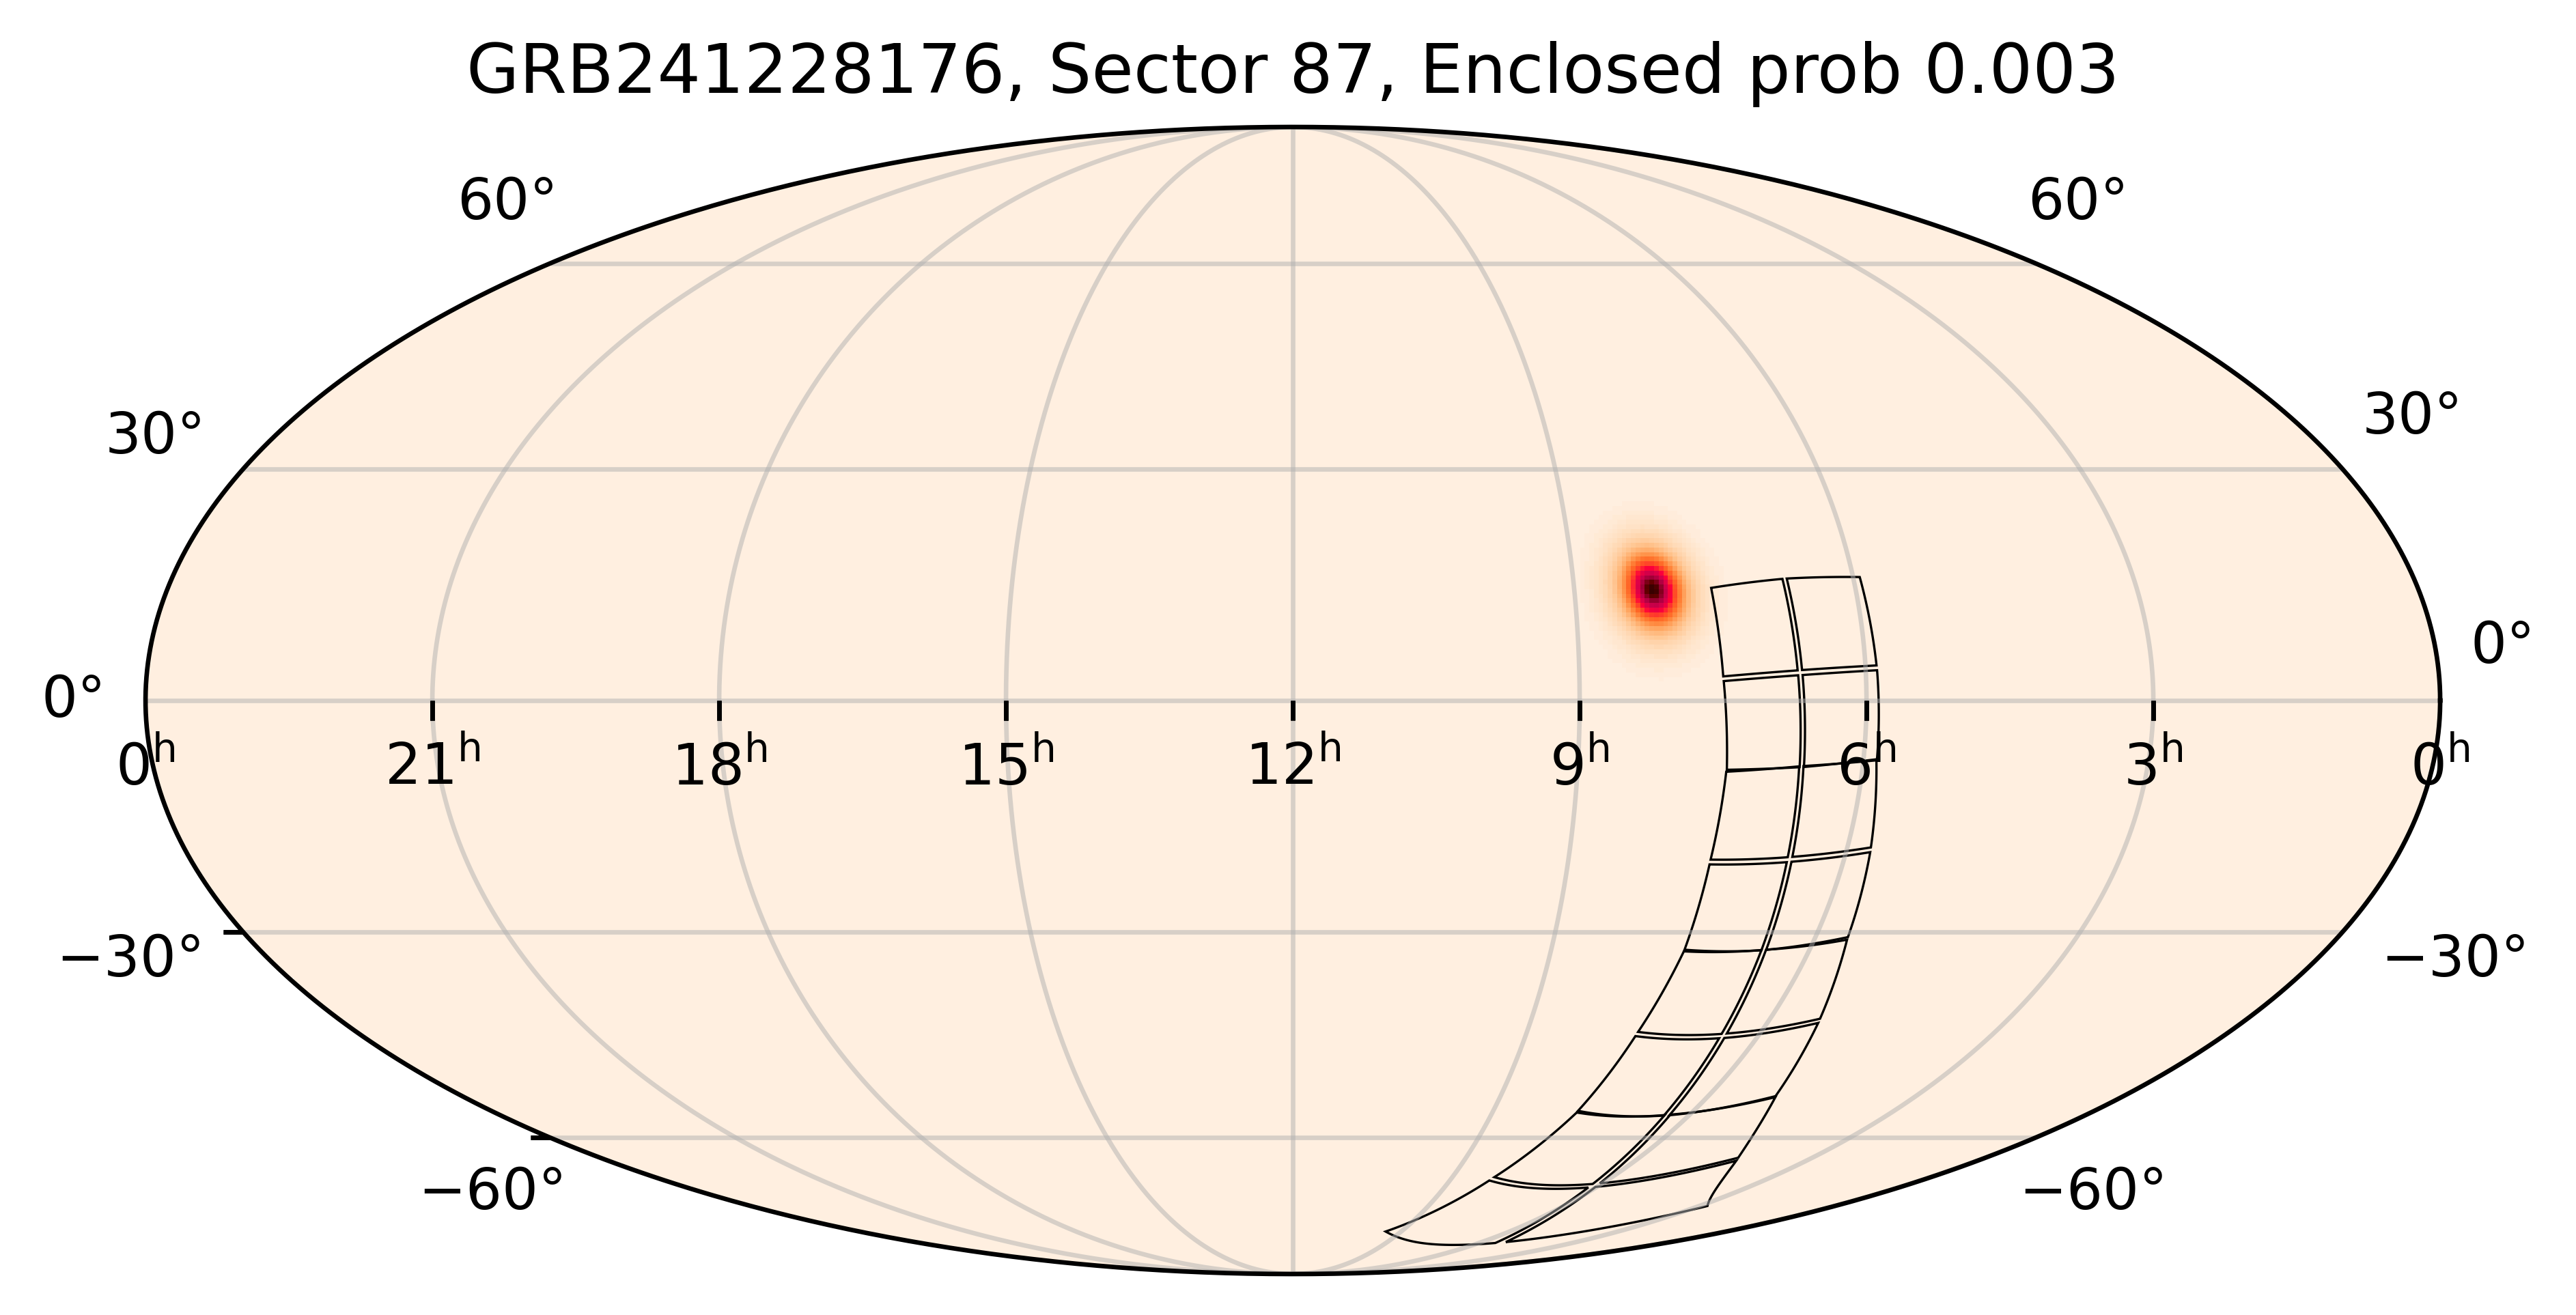 GRB241228176, Sector 87, Enclosed prob 0.003
60° 60°
30° 30°
0° 0°
0h 21h 18h 15h 12h 9h 6h 3h 0h
−30° −30°
−60° −60°